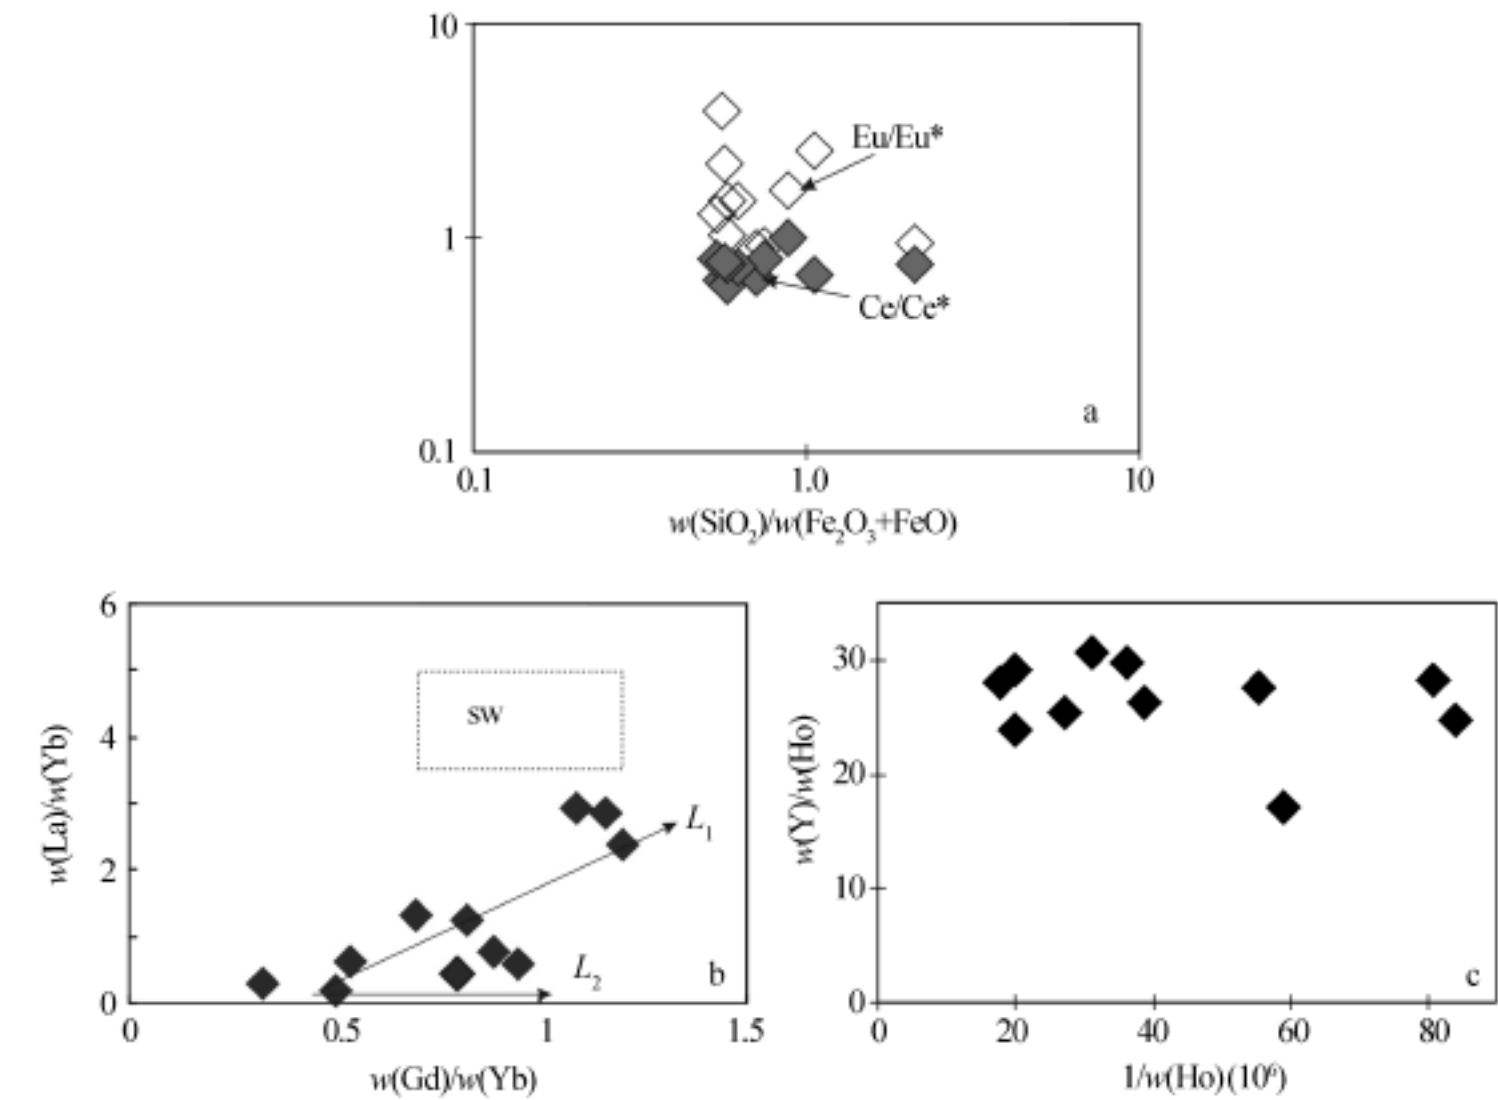 10
Eu/Eu*
1
Ce/Ce*
a
0.1
0.1 1.0 10
w(SiO₂)/w(Fe₂O₃+FeO)
6
SW
4
w(La)/w(Yb)
L₁
2
L₂
b
0
0 0.5 1 1.5
w(Gd)/w(Yb)
30
w(Y)/w(Ho)
20
10
c
0
0 20 40 60 80
1/w(Ho)(10⁶)